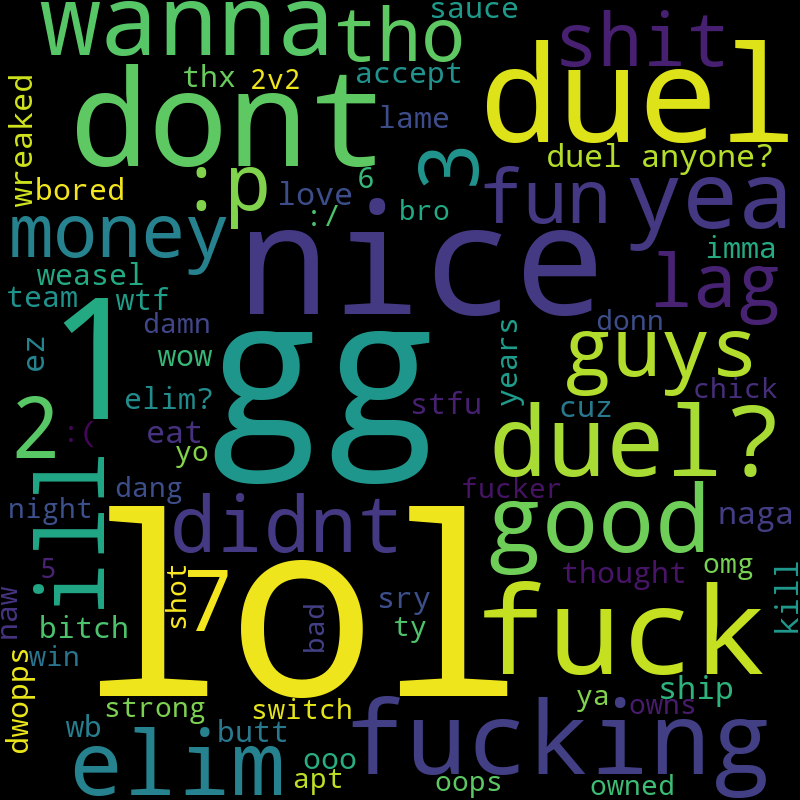 wanna
tho
sauce
shit
dont
thx
2v2
accept
lame
duel
duel anyone?
wreaked
bored
:p
love
6
:/
bro
3
fun
yea
money
nice
lag
imma
weasel
team
wtf
1
damn
donn
ez
wow
gg
years
guys
chick
elim?
stfu
cuz
2
:(
eat
yo
duel?
ill
dang
fucker
night
didnt
good
naga
5
7
shot
lol
thought
omg
naw
bitch
bad
sry
ty
fuck
kill
win
dwopps
strong
switch
ya
ship
owns
wb
butt
fucking
elim
ooo
apt
oops
owned